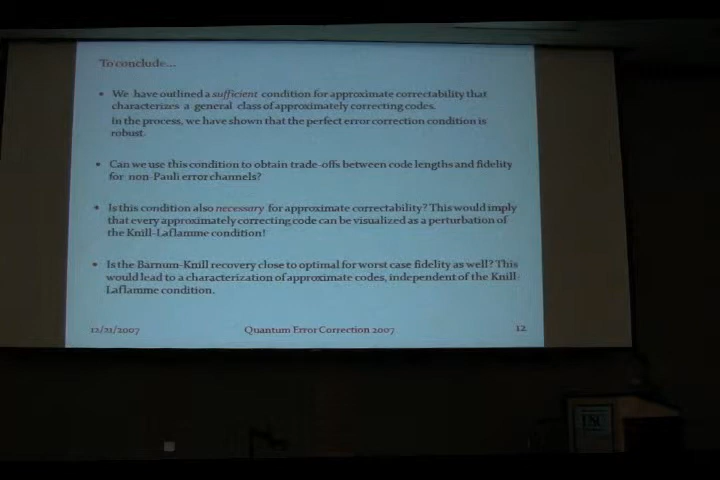 To conclude...
• We have outlined a sufficient condition for approximate correctability that
characterizes a general class of approximately correcting codes.
In the process, we have shown that the perfect error correction condition is
robust.
• Can we use this condition to obtain trade-offs between code lengths and fidelity
for non-Pauli error channels?
• Is this condition also necessary for approximate correctability? This would imply
that every approximately correcting code can be visualized as a perturbation of
the Knill-Laflamme condition!
• Is the Barnum-Knill recovery close to optimal for worst case fidelity as well? This
would lead to a characterization of approximate codes, independent of the Knill-
Laflamme condition.
12/21/2007 Quantum Error Correction 2007 12
USC